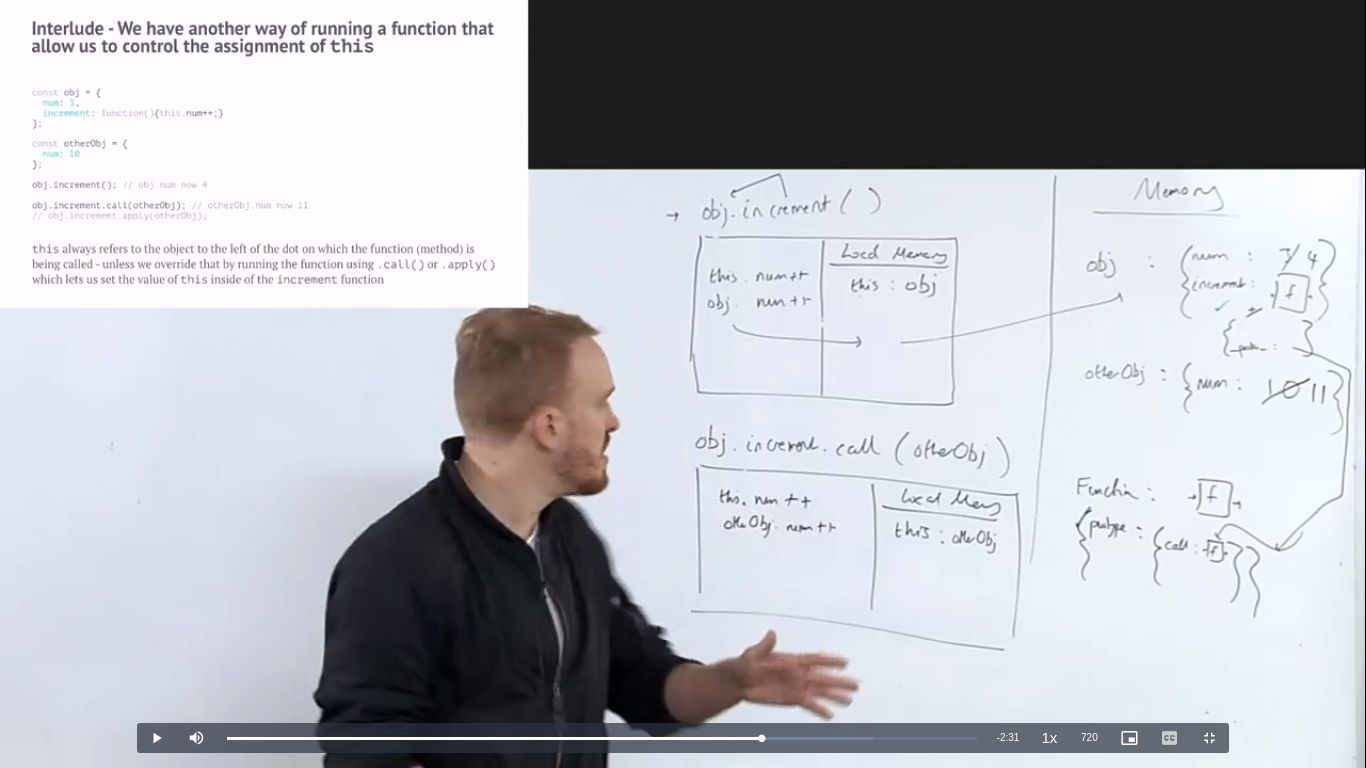 Interlude - We have another way of running a function that
allow us to control the assignment of this
const obj = {
num: 3,
increment: function(){this.num++;}
};
const otherObj = {
num: 10
};
obj.increment(); // obj.num now 4
obj.increment.call(otherObj); // otherObj.num now 11
// obj.increment.apply(otherObj);
this always refers to the object to the left of the dot on which the function (method) is
being called - unless we override that by running the function using .call() or .apply()
which lets us set the value of this inside of the increment function
→ obj.increment ( )
Local Memory
this . num++
this : obj
obj . num++
obj.increment.call (otherObj)
Local Memory
this. num ++
otherObj. num++
this : otherObj
Memory
obj : { num : 3/ 4
increment: f }
otherObj : { num : 10 11 }
Function : f
{ call : f } }
-2:31
1x
720
CC